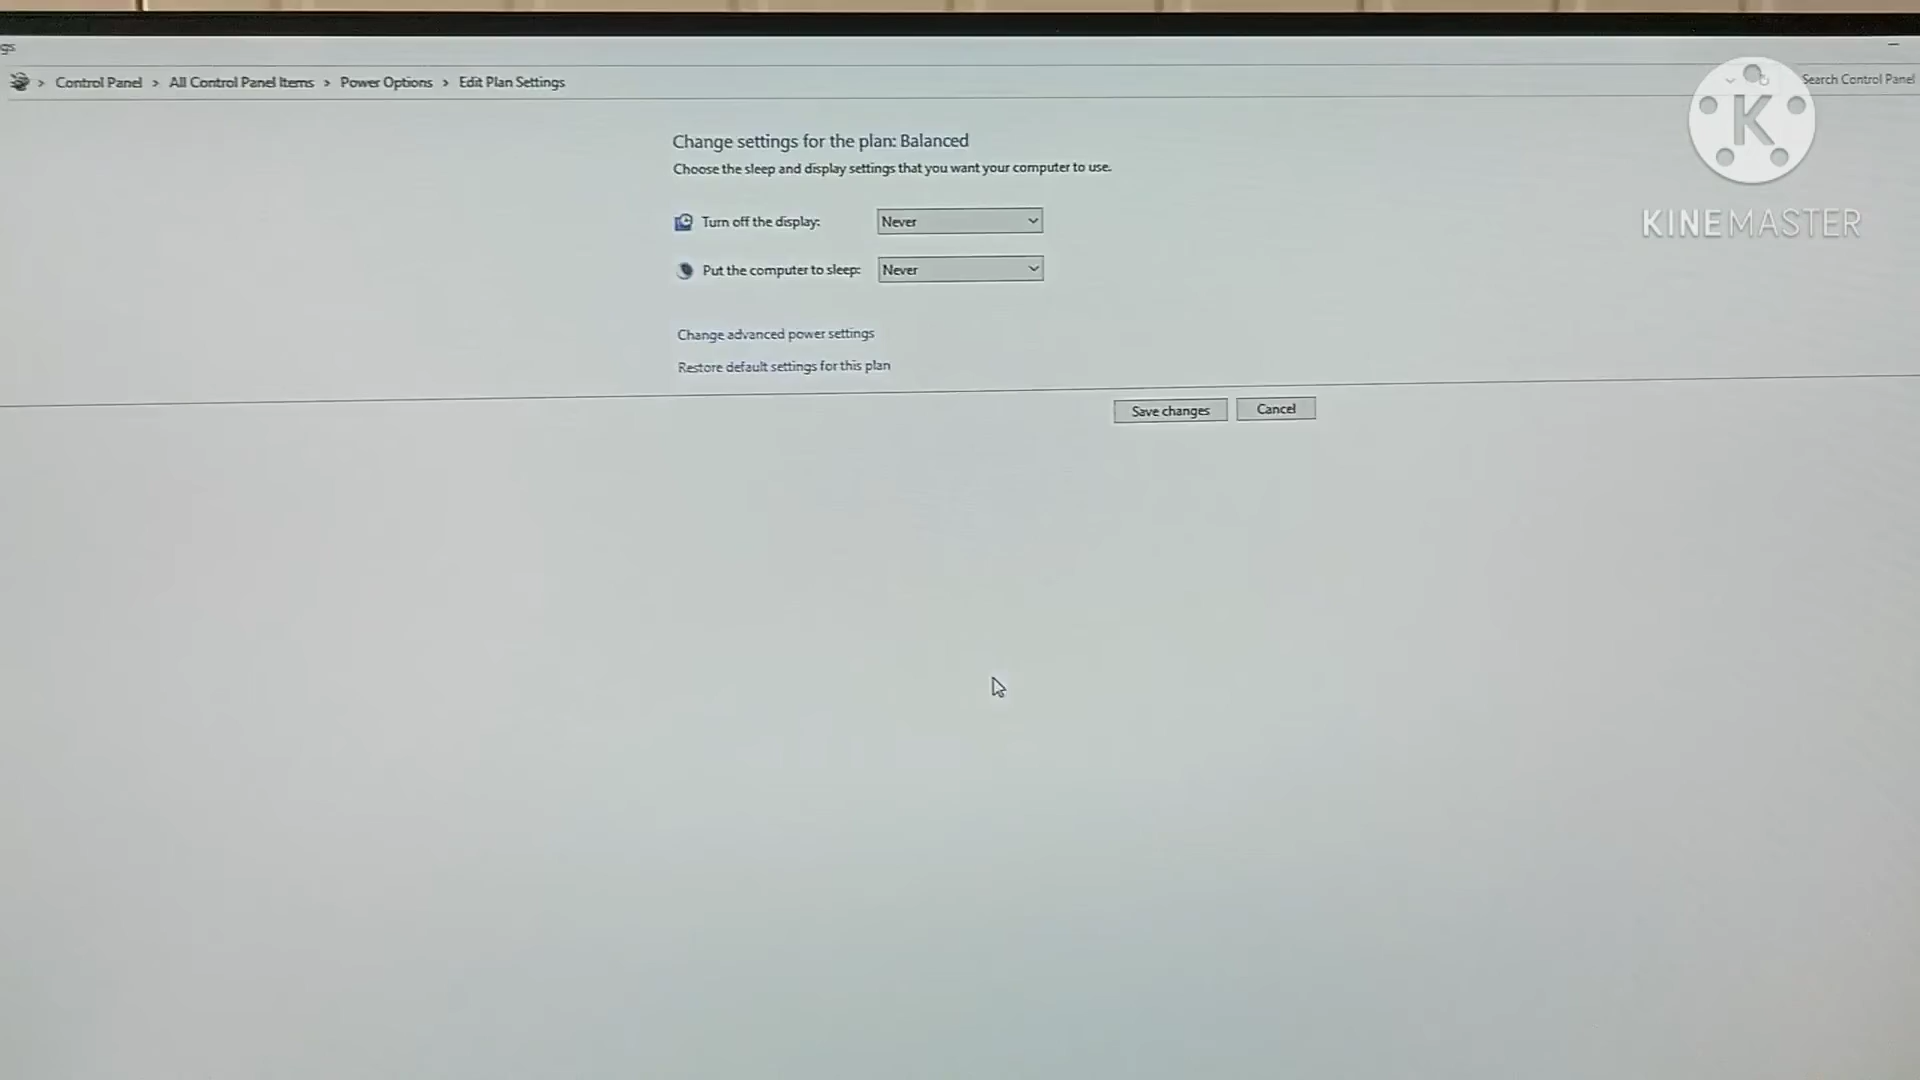 gs
Control Panel > All Control Panel Items > Power Options > Edit Plan Settings
Search Control Panel
Change settings for the plan: Balanced
Choose the sleep and display settings that you want your computer to use.
Turn off the display: Never
Put the computer to sleep: Never
Change advanced power settings
Restore default settings for this plan
Save changes Cancel
K
KINEMASTER